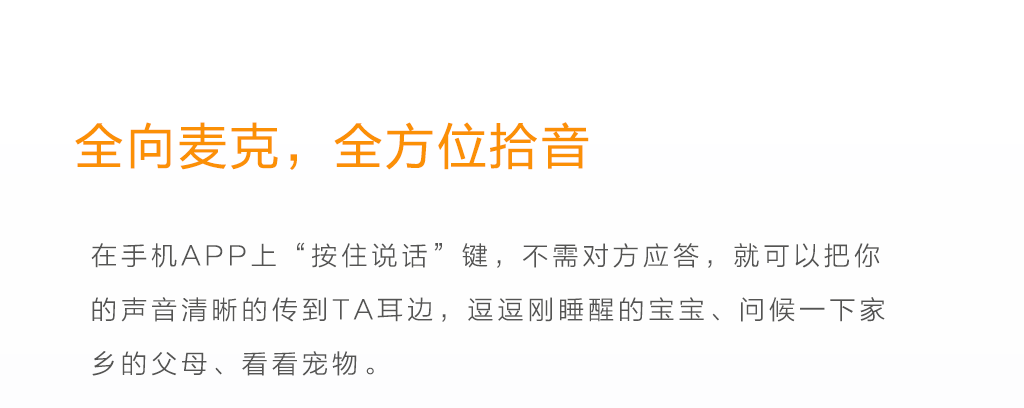 全向麦克，全方位拾音
在手机APP上“按住说话”键，不需对方应答，就可以把你
的声音清晰的传到TA耳边，逗逗刚睡醒的宝宝、问候一下家
乡的父母、看看宠物。